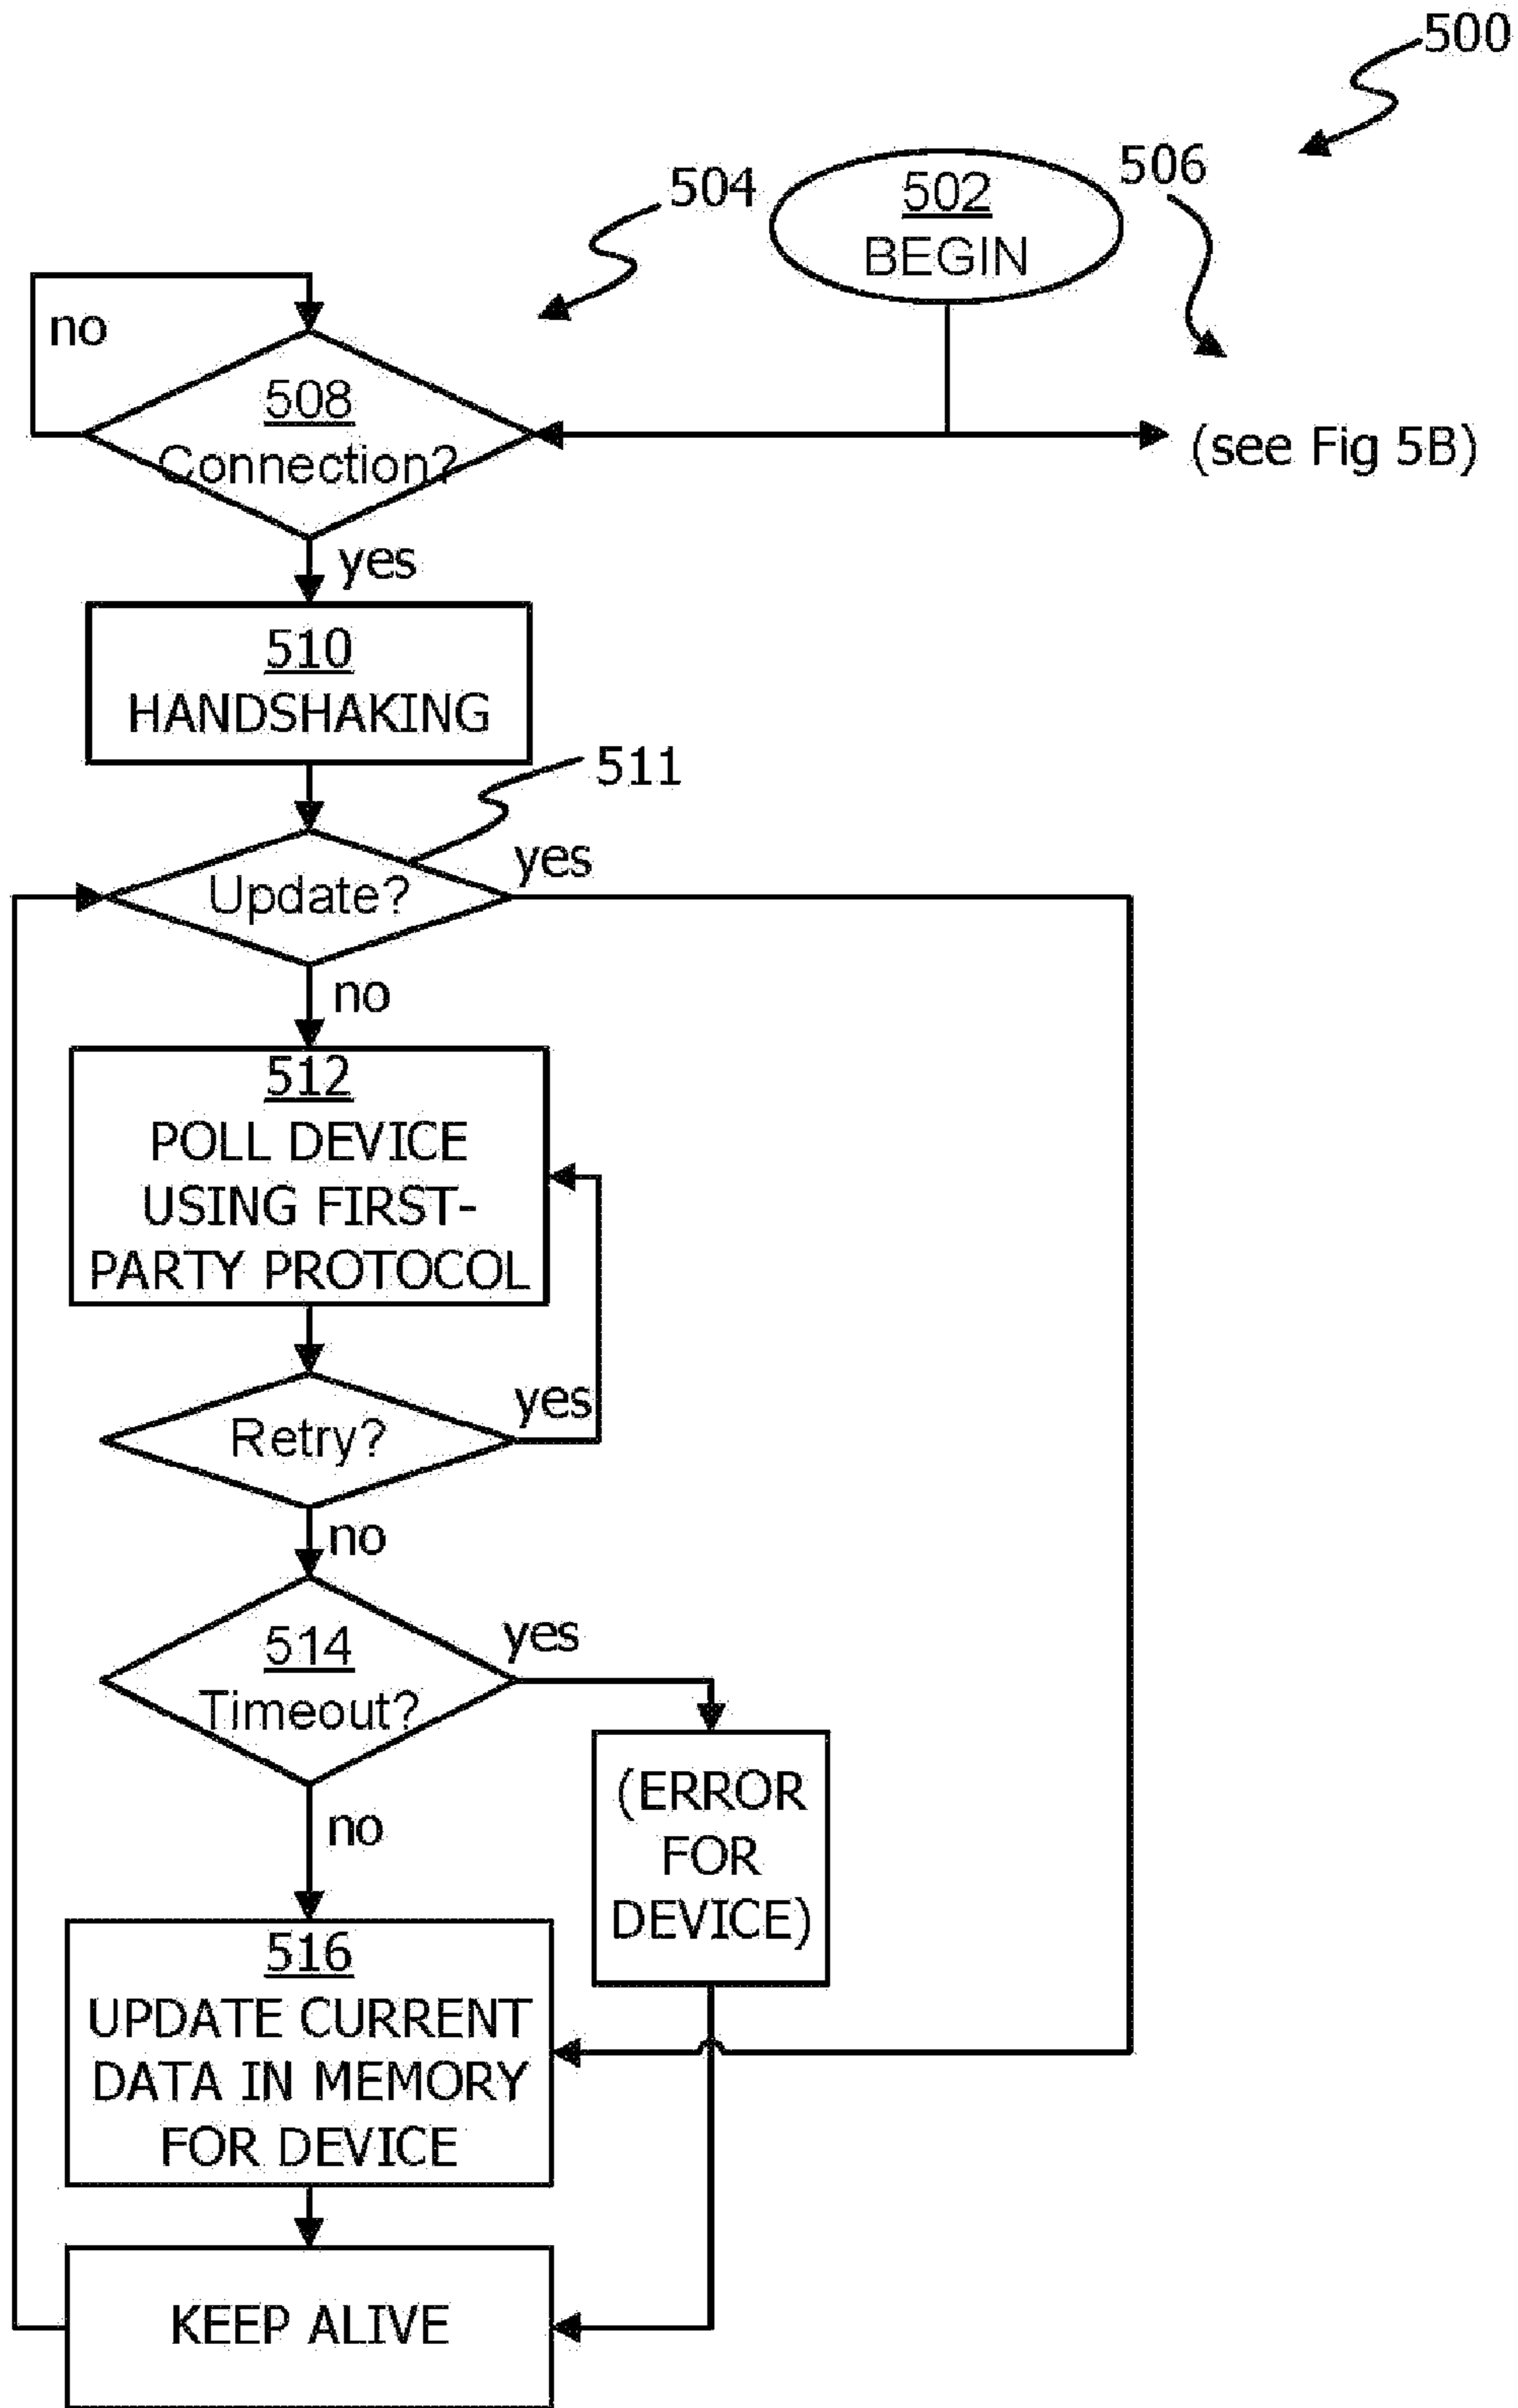 500
504
502
BEGIN
506
no
508
Connection?
(see Fig 5B)
yes
510
HANDSHAKING
511
Update?
yes
no
512
POLL DEVICE
USING FIRST-
PARTY PROTOCOL
Retry?
yes
no
514
Timeout?
yes
no
(ERROR
FOR
DEVICE)
516
UPDATE CURRENT
DATA IN MEMORY
FOR DEVICE
KEEP ALIVE